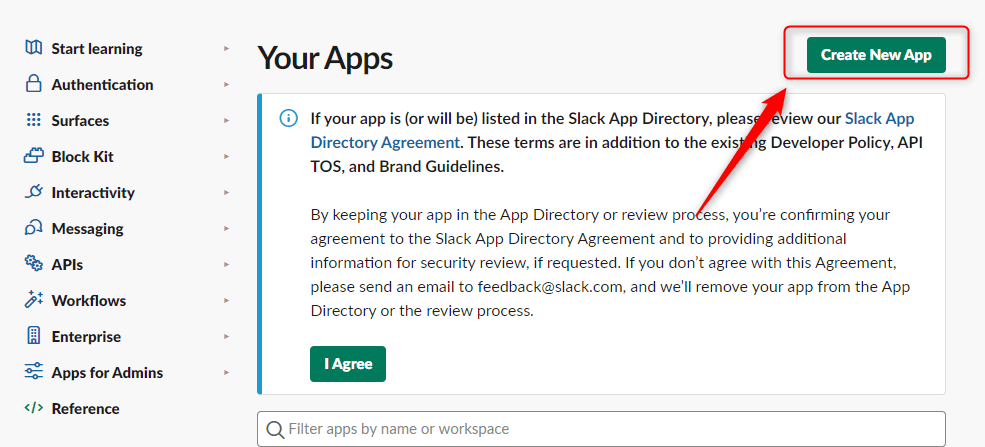 Start learning
Authentication
Surfaces
Block Kit
Interactivity
Messaging
APIs
Workflows
Enterprise
Apps for Admins
Reference
Your Apps
Create New App
If your app is (or will be) listed in the Slack App Directory, please review our Slack App
Directory Agreement. These terms are in addition to the existing Developer Policy, API
TOS, and Brand Guidelines.
By keeping your app in the App Directory or review process, you’re confirming your
agreement to the Slack App Directory Agreement and to providing additional
information for security review, if requested. If you don’t agree with this Agreement,
please send an email to feedback@slack.com, and we’ll remove your app from the App
Directory or the review process.
I Agree
Filter apps by name or workspace